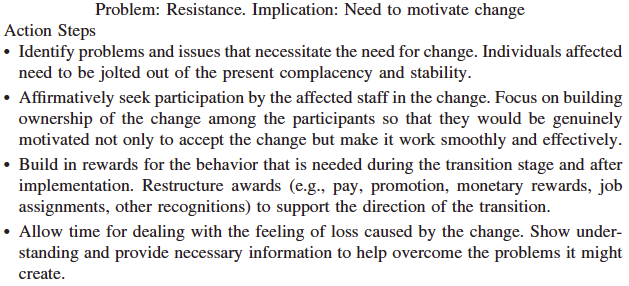 Problem: Resistance. Implication: Need to motivate change
Action Steps
• Identify problems and issues that necessitate the need for change. Individuals affected
need to be jolted out of the present complacency and stability.
• Affirmatively seek participation by the affected staff in the change. Focus on building
ownership of the change among the participants so that they would be genuinely
motivated not only to accept the change but make it work smoothly and effectively.
• Build in rewards for the behavior that is needed during the transition stage and after
implementation. Restructure awards (e.g., pay, promotion, monetary rewards, job
assignments, other recognitions) to support the direction of the transition.
• Allow time for dealing with the feeling of loss caused by the change. Show under-
standing and provide necessary information to help overcome the problems it might
create.